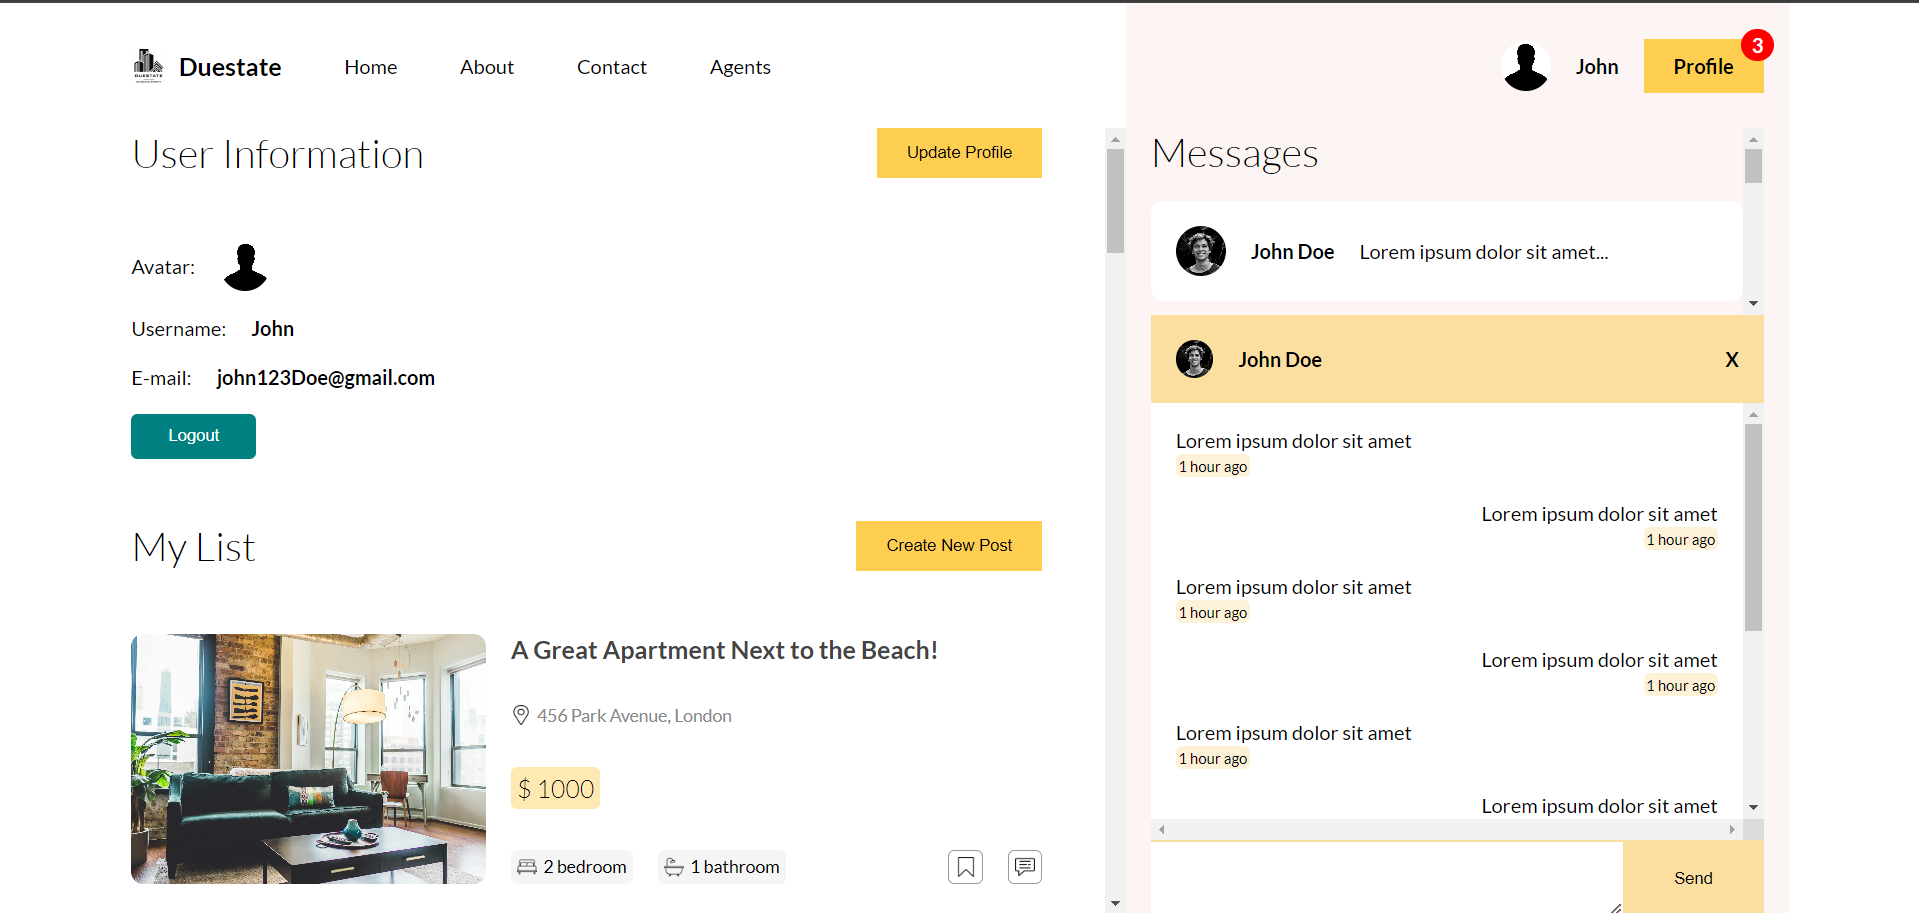 DUESTATE
Duestate
Home
About
Contact
Agents
John
Profile
3
User Information
Update Profile
Avatar:
Username:
John
E-mail:
john123Doe@gmail.com
Logout
My List
Create New Post
A Great Apartment Next to the Beach!
456 Park Avenue, London
$ 1000
2 bedroom
1 bathroom
Messages
John Doe
Lorem ipsum dolor sit amet...
John Doe
X
Lorem ipsum dolor sit amet
1 hour ago
Lorem ipsum dolor sit amet
1 hour ago
Lorem ipsum dolor sit amet
1 hour ago
Lorem ipsum dolor sit amet
1 hour ago
Lorem ipsum dolor sit amet
1 hour ago
Lorem ipsum dolor sit amet
Send